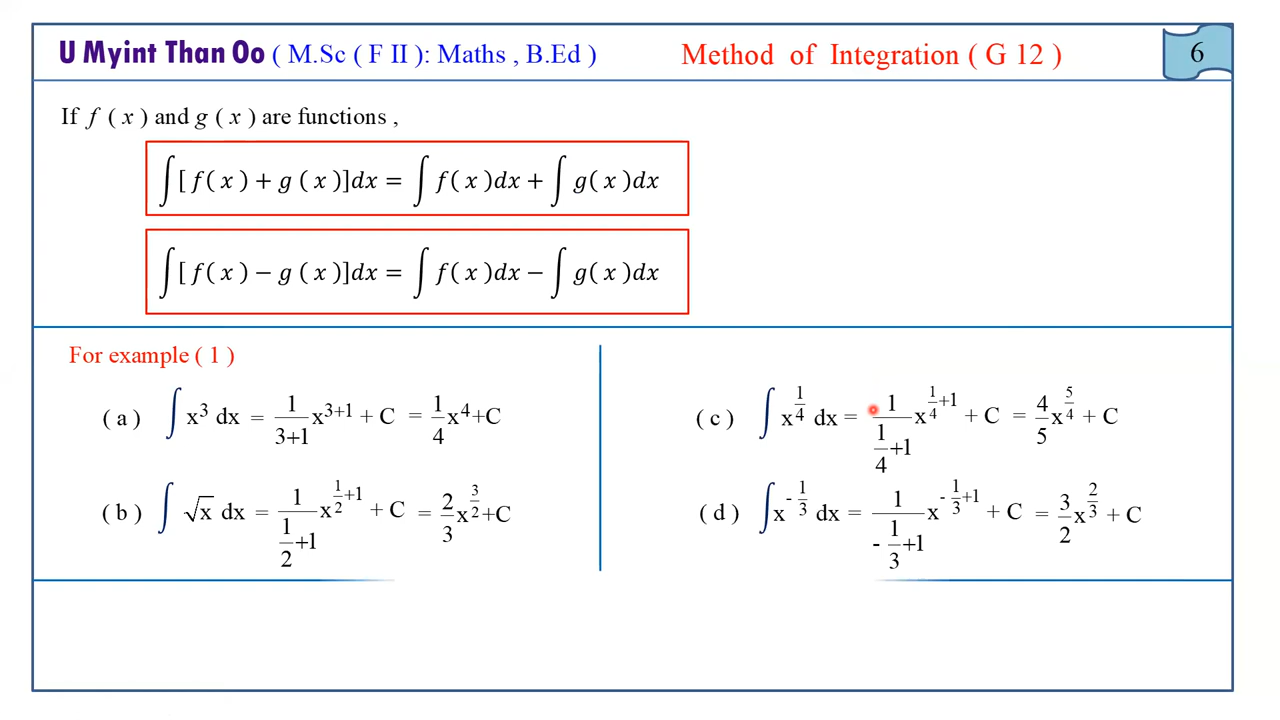 U Myint Than Oo ( M.Sc ( F II ): Maths , B.Ed )
Method of Integration ( G 12 )
6
If f ( x ) and g ( x ) are functions ,
∫[ f( x ) + g ( x )]dx = ∫ f( x )dx + ∫ g( x )dx
∫[ f( x ) − g ( x )]dx = ∫ f( x )dx − ∫ g( x )dx
For example ( 1 )
( a ) ∫ x³ dx = 1/(3+1) x^(3+1) + C = 1/4 x⁴+C
( b ) ∫ √x dx = 1/(1/2+1) x^(1/2+1) + C = 2/3 x^(3/2)+C
( c ) ∫ x^(1/4) dx = 1/(1/4+1) x^(1/4+1) + C = 4/5 x^(5/4) + C
( d ) ∫ x^(-1/3) dx = 1/(-1/3+1) x^(-1/3+1) + C = 3/2 x^(2/3) + C